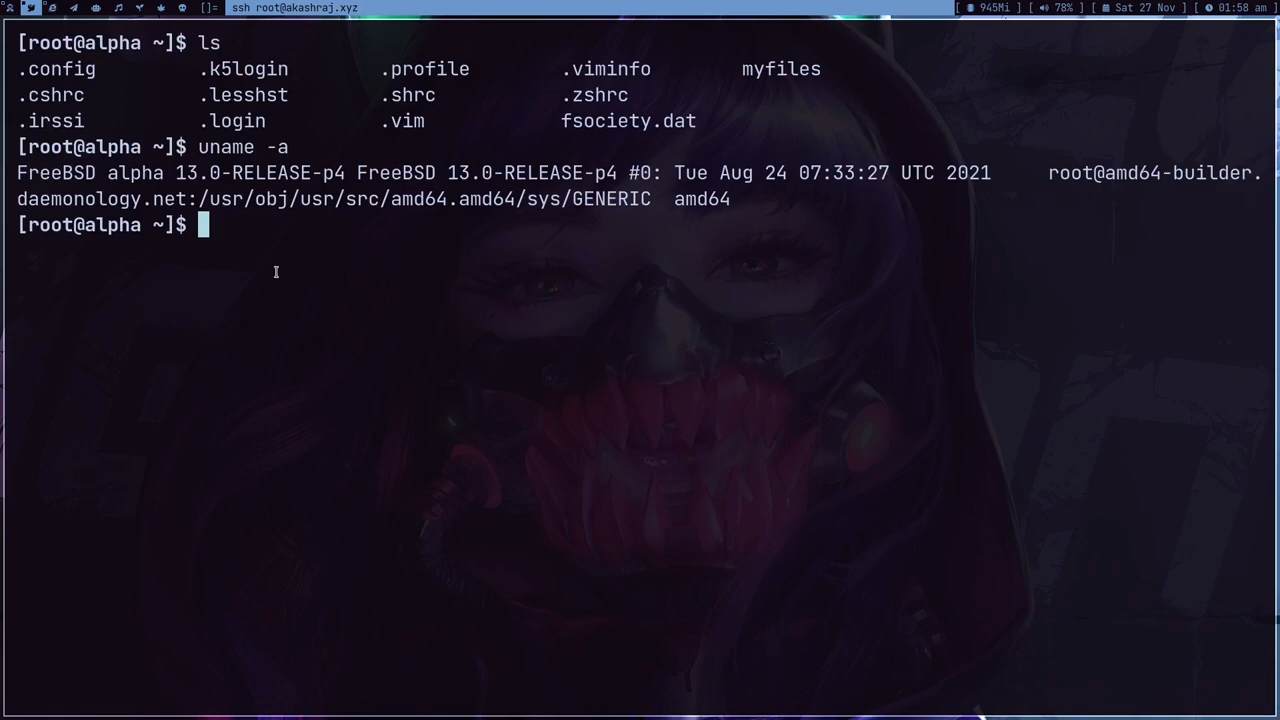 []= ssh root@akashraj.xyz [ 945Mi ] [ 78% ] [ Sat 27 Nov ] [ 01:58 am ]
[root@alpha ~]$ ls
.config .k5login .profile .viminfo myfiles
.cshrc .lesshst .shrc .zshrc
.irssi .login .vim fsociety.dat
[root@alpha ~]$ uname -a
FreeBSD alpha 13.0-RELEASE-p4 FreeBSD 13.0-RELEASE-p4 #0: Tue Aug 24 07:33:27 UTC 2021 root@amd64-builder.
daemonology.net:/usr/obj/usr/src/amd64.amd64/sys/GENERIC amd64
[root@alpha ~]$